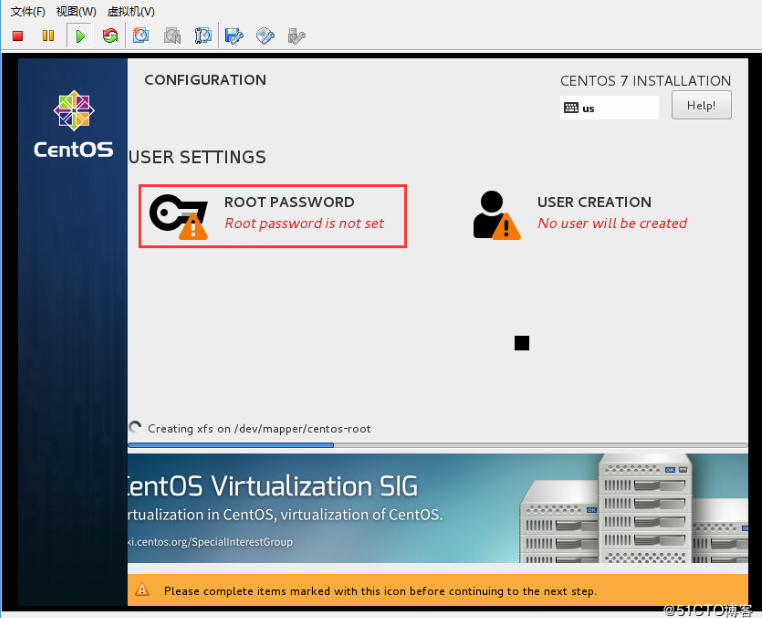 文件(F) 视图(W) 虚拟机(V)
CONFIGURATION
CENTOS 7 INSTALLATION
us
Help!
CentOS
USER SETTINGS
ROOT PASSWORD
Root password is not set
USER CREATION
No user will be created
Creating xfs on /dev/mapper/centos-root
entOS Virtualization SIG
rtualization in CentOS, virtualization of CentOS.
ki.centos.org/SpecialInterestGroup
OK
OK
OK
Please complete items marked with this icon before continuing to the next step.
@51CTO博客